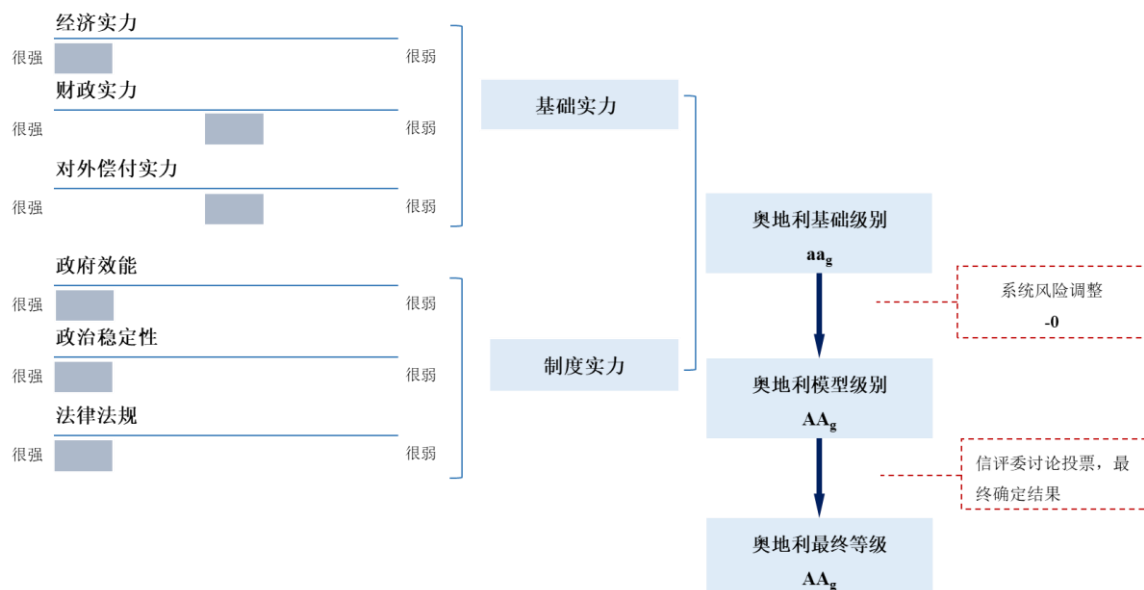 经济实力
很强
很弱
财政实力
很强
很弱
对外偿付实力
很强
很弱
基础实力
政府效能
很强
很弱
政治稳定性
很强
很弱
法律法规
很强
很弱
制度实力
奥地利基础级别
aag
系统风险调整
-0
奥地利模型级别
AAg
信评委讨论投票，最
终确定结果
奥地利最终等级
AAg